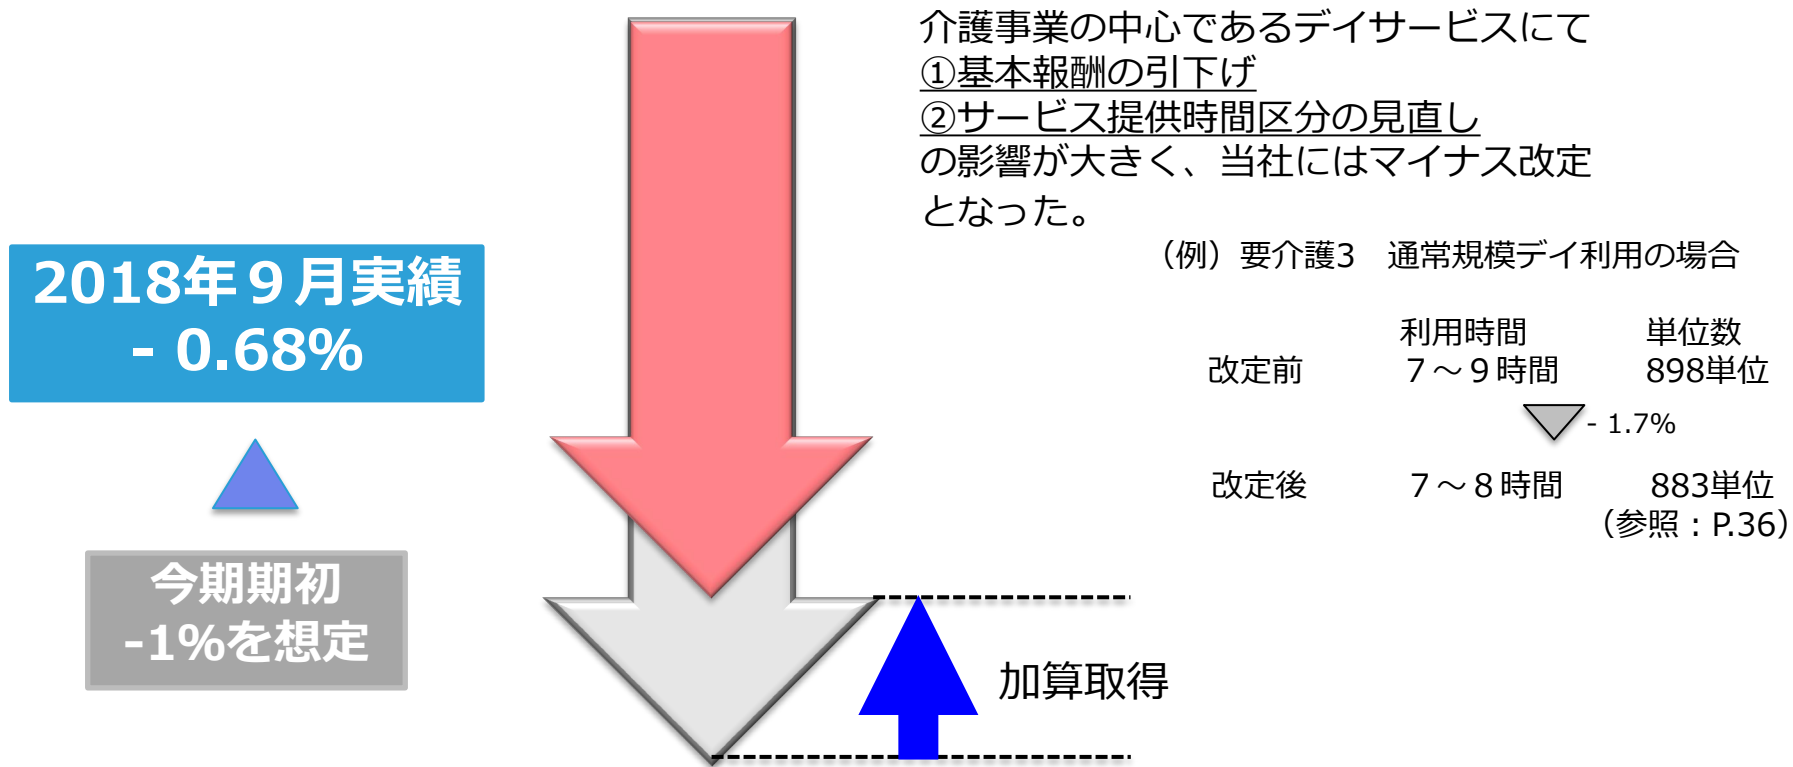 介護事業の中心であるデイサービスにて
①基本報酬の引下げ
②サービス提供時間区分の見直し
の影響が大きく、当社にはマイナス改定
となった。
（例）要介護3　通常規模デイ利用の場合
利用時間　単位数
改定前　７～９時間　898単位
- 1.7%
改定後　７～８時間　883単位
（参照：P.36）
2018年９月実績
- 0.68%
今期期初
-1%を想定
加算取得